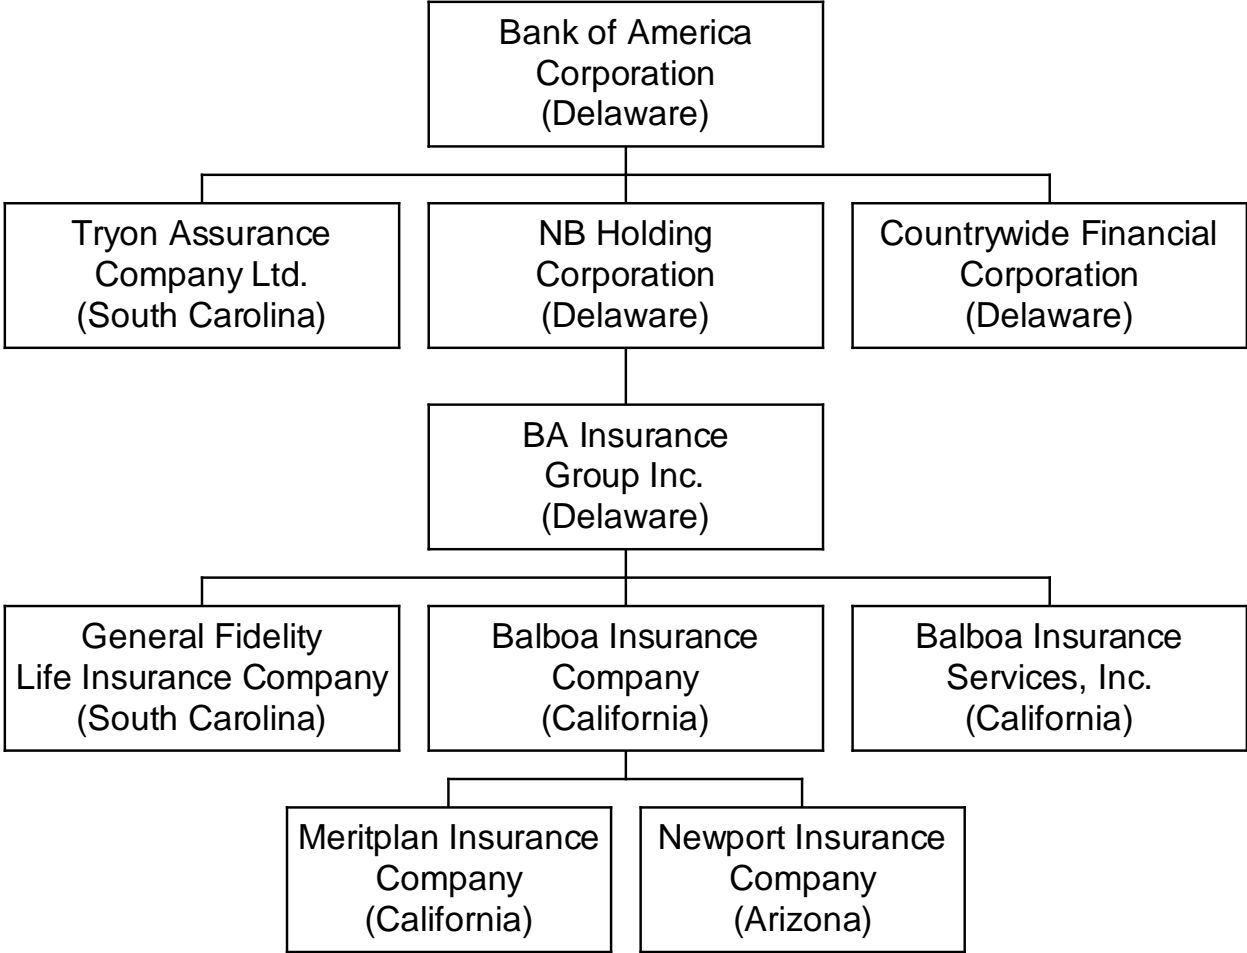 Bank of America
Corporation
(Delaware)
Tryon Assurance
Company Ltd.
(South Carolina)
NB Holding
Corporation
(Delaware)
Countrywide Financial
Corporation
(Delaware)
BA Insurance
Group Inc.
(Delaware)
General Fidelity
Life Insurance Company
(South Carolina)
Balboa Insurance
Company
(California)
Balboa Insurance
Services, Inc.
(California)
Meritplan Insurance
Company
(California)
Newport Insurance
Company
(Arizona)